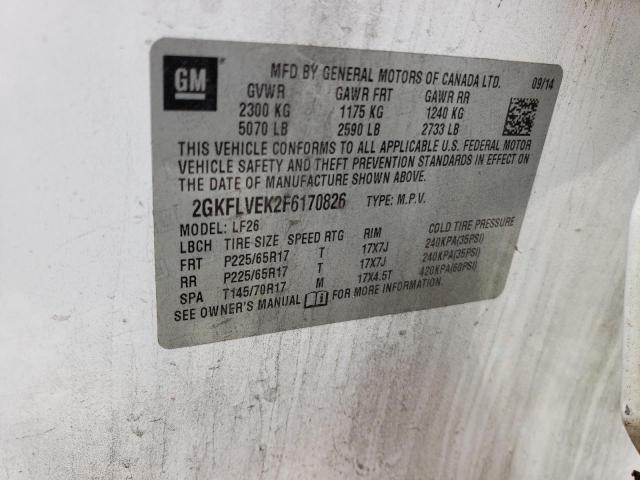 GM
MFD BY GENERAL MOTORS OF CANADA LTD. 09/14
GVWR GAWR FRT GAWR RR
2300 KG 1175 KG 1240 KG
5070 LB 2590 LB 2733 LB
THIS VEHICLE CONFORMS TO ALL APPLICABLE U.S. FEDERAL MOTOR
VEHICLE SAFETY AND THEFT PREVENTION STANDARDS IN EFFECT ON
THE DATE OF MANUFACTURE SHOWN ABOVE.
2GKFLVEK2F6170826 TYPE: M.P.V.
MODEL: LF26
LBCH TIRE SIZE SPEED RTG RIM COLD TIRE PRESSURE
FRT P225/65R17 T 17X7J 240KPA(35PSI)
RR P225/65R17 T 17X7J 240KPA(35PSI)
SPA T145/70R17 M 17X4.5T 420KPA(60PSI)
SEE OWNER'S MANUAL FOR MORE INFORMATION.